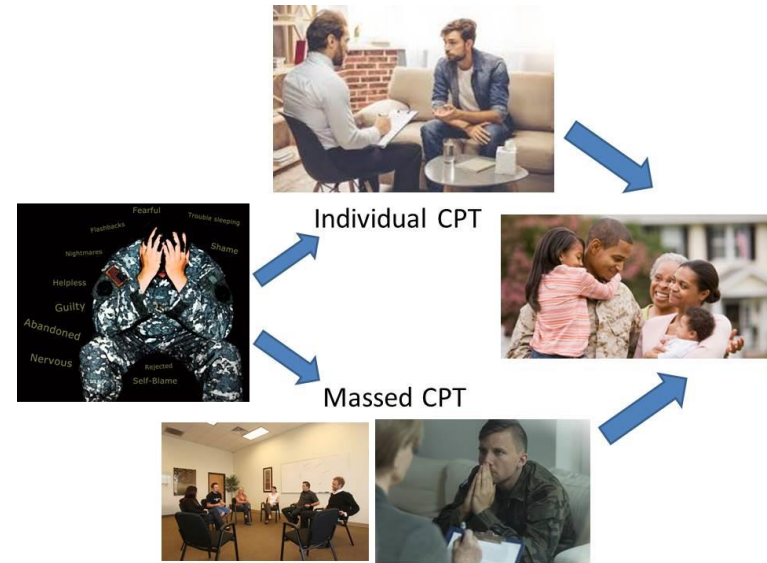 Fearful
Trouble sleeping
Flashbacks
Shame
Nightmares
Helpless
Guilty
Abandoned
Nervous
Rejected
Self-Blame
Individual CPT
Massed CPT